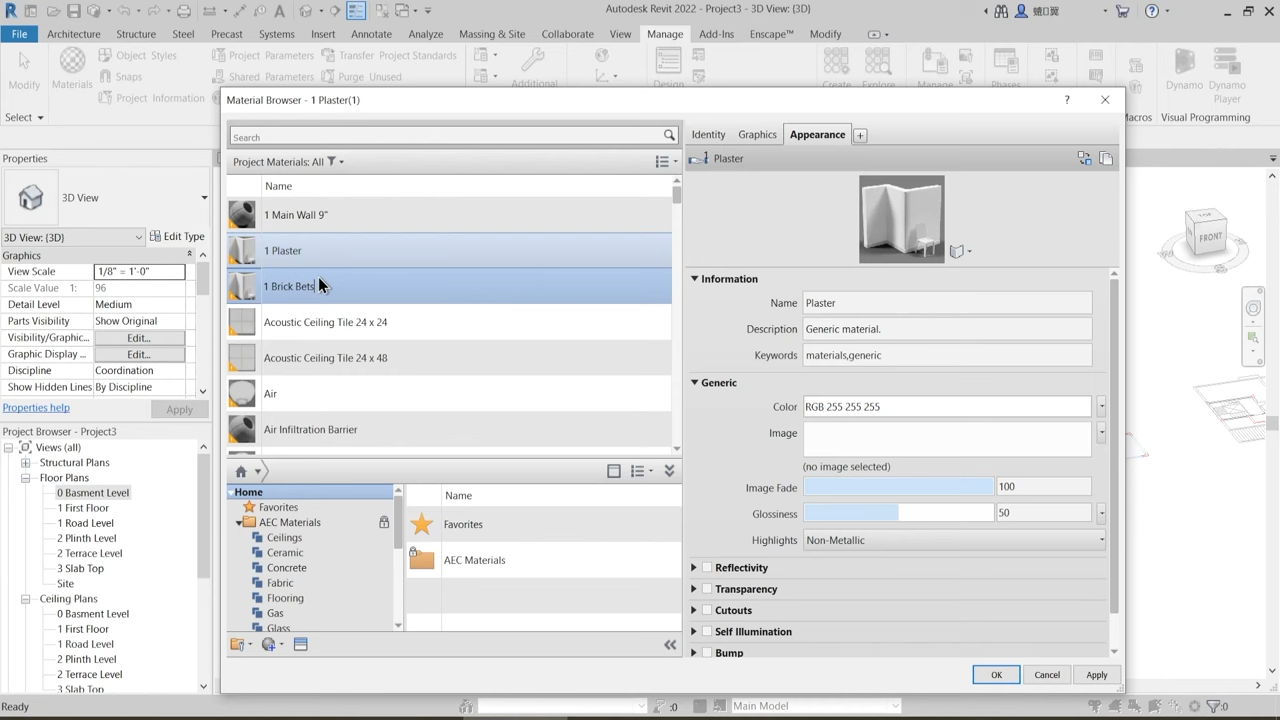 Autodesk Revit 2022 - Project3 - 3D View: {3D}
File
Architecture
Structure
Steel
Precast
Systems
Insert
Annotate
Analyze
Massing & Site
Collaborate
View
Manage
Add-Ins
Enscape™
Modify
Modify
Materials
Object Styles
Snaps
Project Information
Project Parameters
Shared Parameters
Transfer Project Standards
Purge Unused
Additional
Dynamo
Dynamo
Player
Select
Macros
Visual Programming
Material Browser - 1 Plaster(1)
?
Search
Project Materials: All
Name
1 Main Wall 9"
1 Plaster
1 Brick Bets
Acoustic Ceiling Tile 24 x 24
Acoustic Ceiling Tile 24 x 48
Air
Air Infiltration Barrier
Home
Favorites
AEC Materials
Ceilings
Ceramic
Concrete
Fabric
Flooring
Gas
Glass
Name
Favorites
AEC Materials
Identity
Graphics
Appearance
1
Plaster
Information
Name
Plaster
Description
Generic material.
Keywords
materials,generic
Generic
Color
RGB 255 255 255
Image
(no image selected)
Image Fade
100
Glossiness
50
Highlights
Non-Metallic
Reflectivity
Transparency
Cutouts
Self Illumination
Bump
OK
Cancel
Apply
Properties
3D View
3D View: {3D}
Edit Type
Graphics
View Scale
1/8" = 1'-0"
Scale Value 1:
96
Detail Level
Medium
Parts Visibility
Show Original
Visibility/Graphic...
Edit...
Graphic Display ...
Edit...
Discipline
Coordination
Show Hidden Lines
By Discipline
Properties help
Apply
Project Browser - Project3
Views (all)
Structural Plans
Floor Plans
0 Basment Level
1 First Floor
1 Road Level
2 Plinth Level
2 Terrace Level
3 Slab Top
Site
Ceiling Plans
0 Basment Level
1 First Floor
1 Road Level
2 Plinth Level
2 Terrace Level
3 Slab Top
TOP
FRONT
Ready
:0
Main Model
:0